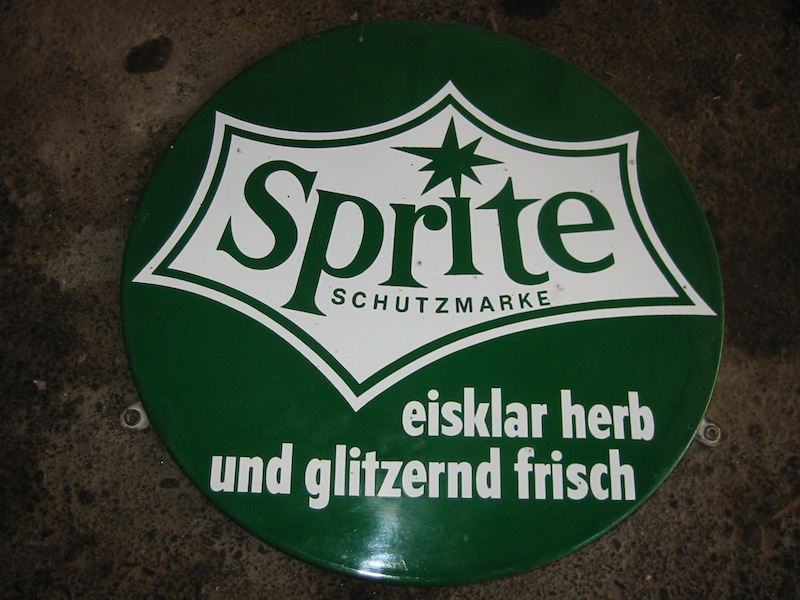 Sprite
SCHUTZMARKE
eisklar herb
und glitzernd frisch